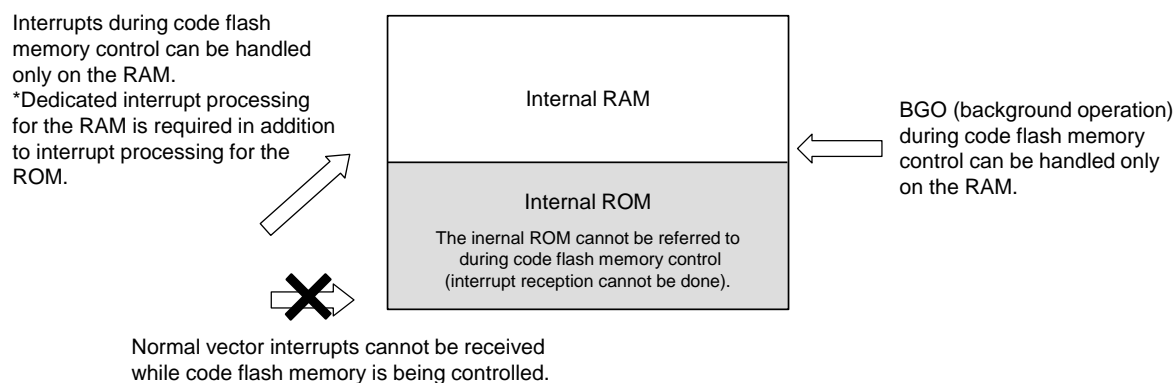 Interrupts during code flash
memory control can be handled
only on the RAM.
*Dedicated interrupt processing
for the RAM is required in addition
to interrupt processing for the
ROM.
Internal RAM
BGO (background operation)
during code flash memory
control can be handled only
on the RAM.
Internal ROM
The inernal ROM cannot be referred to
during code flash memory control
(interrupt reception cannot be done).
Normal vector interrupts cannot be received
while code flash memory is being controlled.